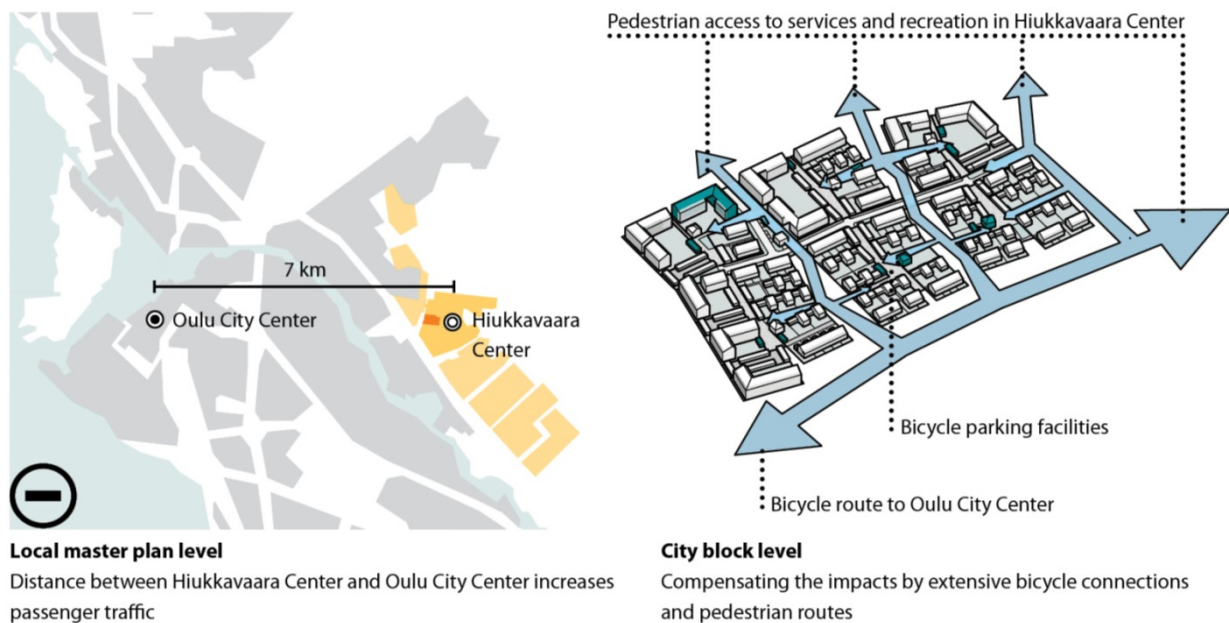 Pedestrian access to services and recreation in Hiukkavaara Center
7 km
Oulu City Center
Hiukkavaara
Center
Bicycle parking facilities
Bicycle route to Oulu City Center
Local master plan level
Distance between Hiukkavaara Center and Oulu City Center increases
passenger traffic
City block level
Compensating the impacts by extensive bicycle connections
and pedestrian routes